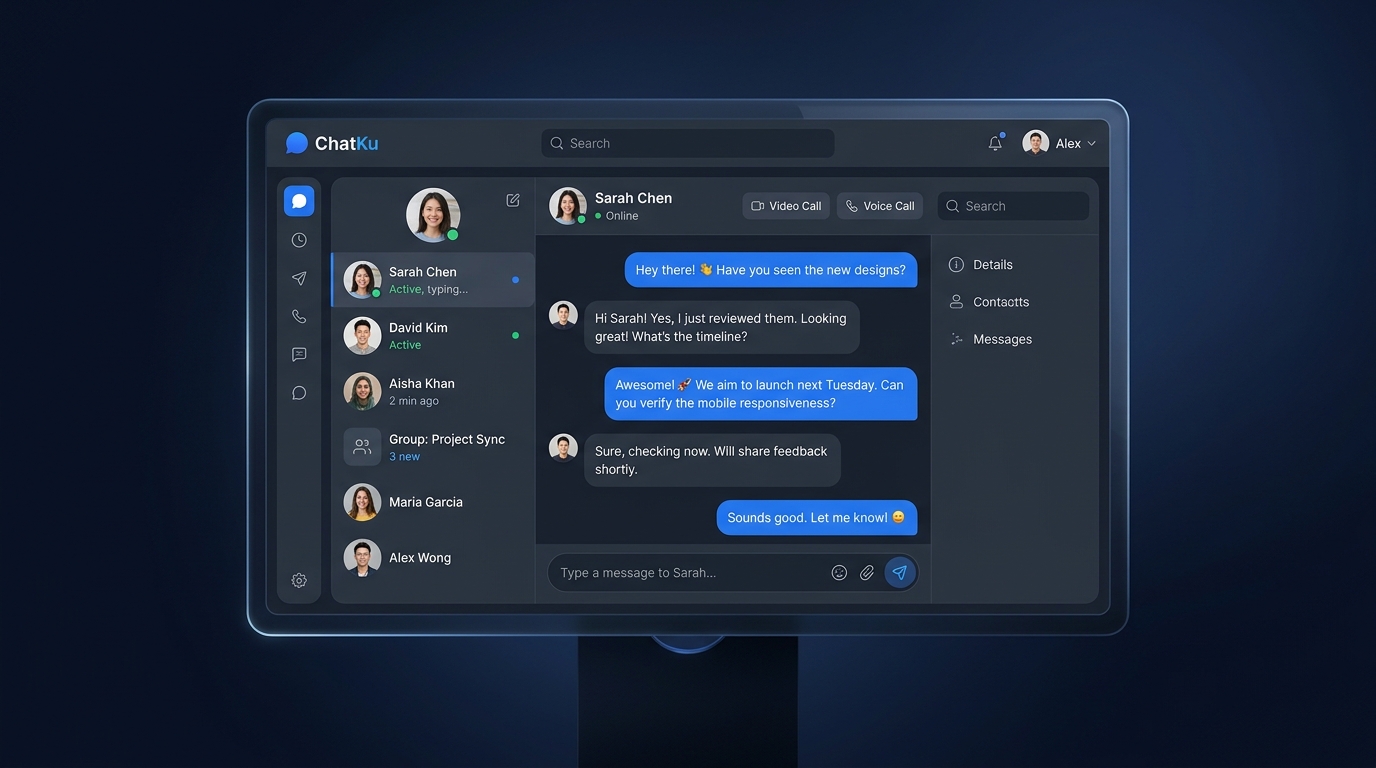 ChatKu
Search
Alex
Sarah Chen
Active, typing...
David Kim
Active
Aisha Khan
2 min ago
Group: Project Sync
3 new
Maria Garcia
Alex Wong
Sarah Chen
Online
Video Call
Voice Call
Hey there! 👋 Have you seen the new designs?
Hi Sarah! Yes, I just reviewed them. Looking
great! What's the timeline?
Awesome! 🚀 We aim to launch next Tuesday. Can
you verify the mobile responsiveness?
Sure, checking now. Will share feedback
shortly.
Sounds good. Let me know! 😄
Type a message to Sarah...
Search
Details
Contactts
Messages